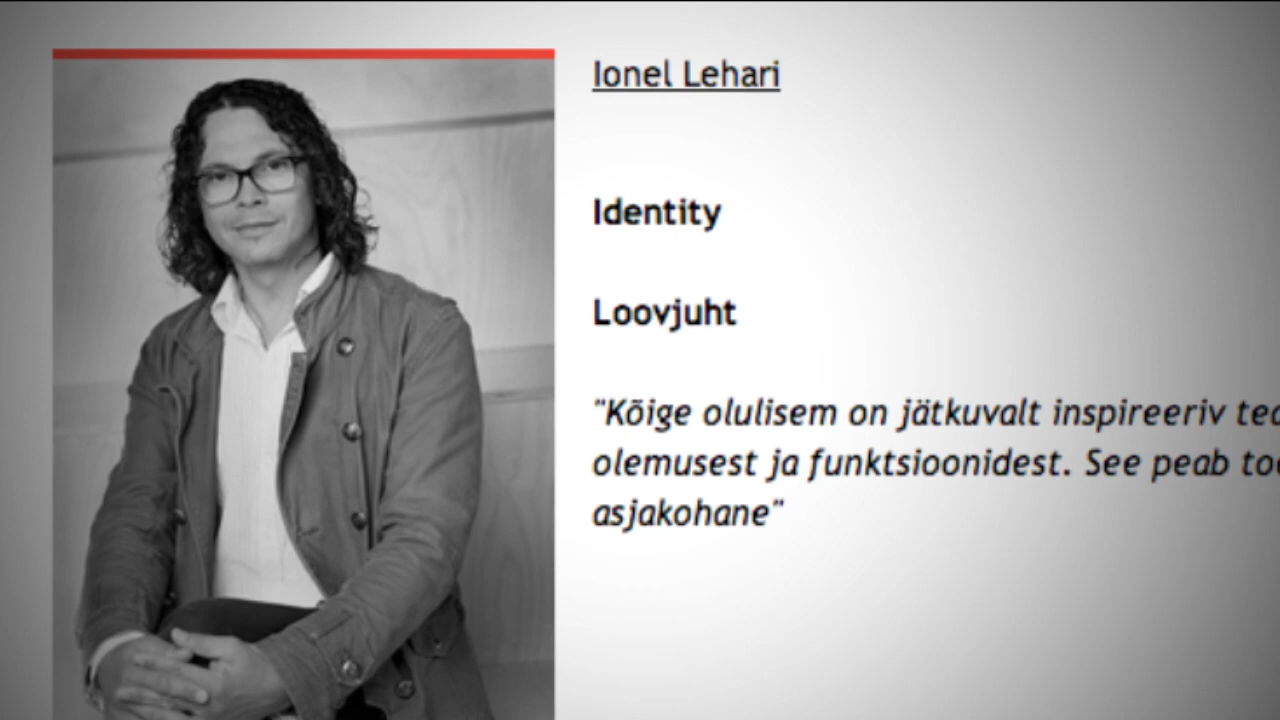 Ionel Lehari
Identity
Loovjuht
"Kõige olulisem on jätkuvalt inspireeriv
olemusest ja funktsioonidest. See peab
asjakohane"